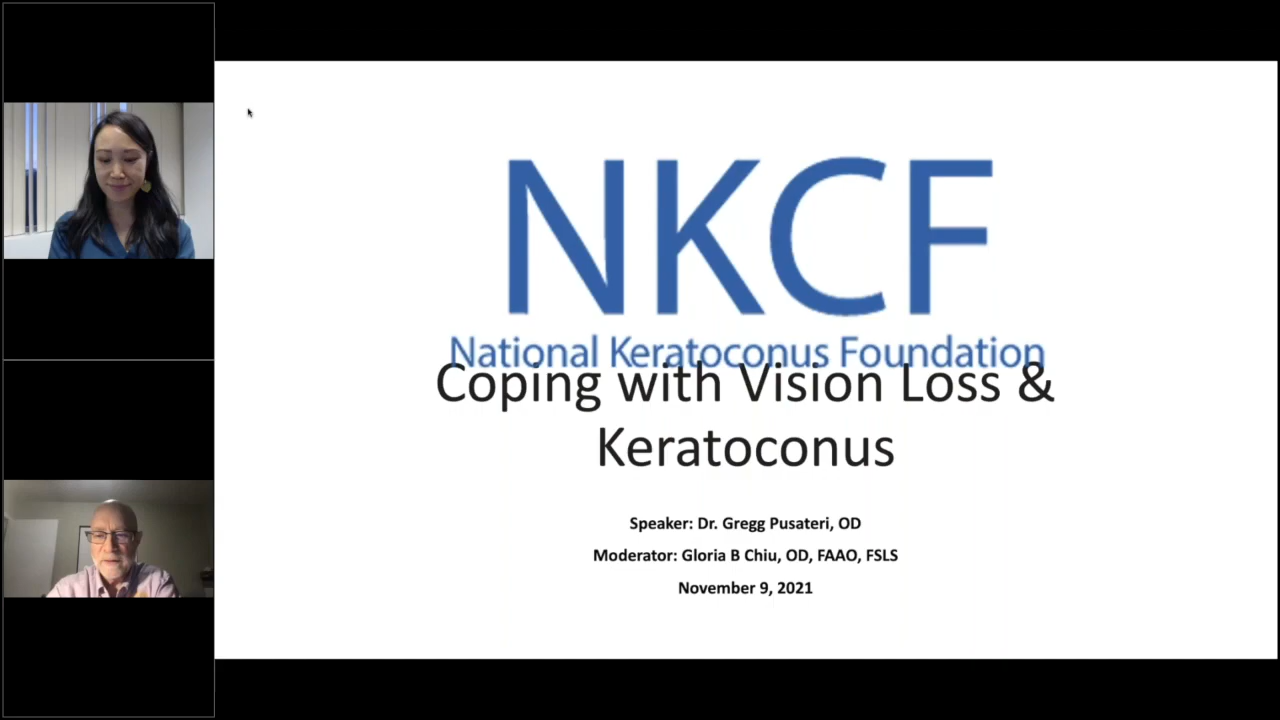 NKCF
National Keratoconus Foundation
Coping with Vision Loss &
Keratoconus
Speaker: Dr. Gregg Pusateri, OD
Moderator: Gloria B Chiu, OD, FAAO, FSLS
November 9, 2021